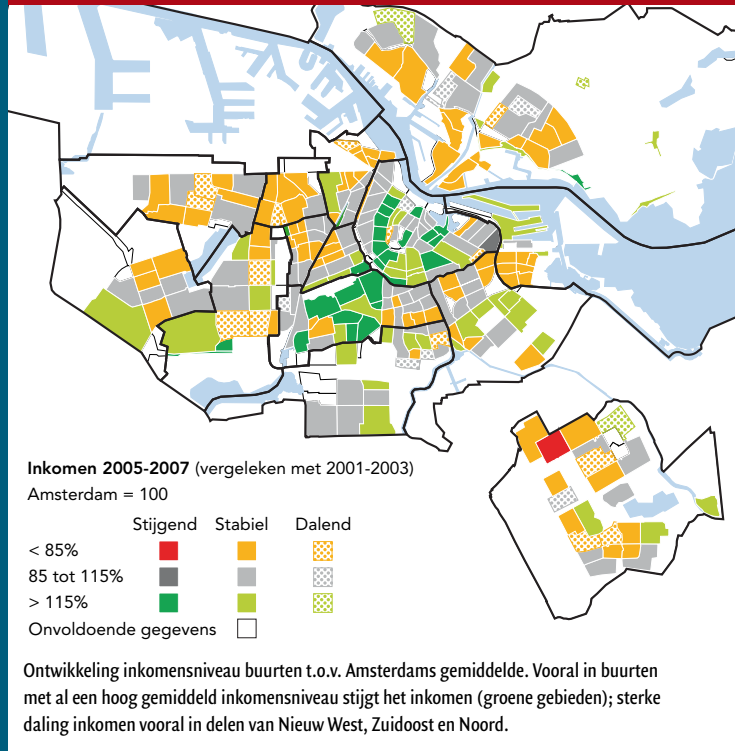 Inkomen 2005-2007 (vergeleken met 2001-2003)
Amsterdam = 100
Stijgend Stabiel Dalend
< 85%
85 tot 115%
> 115%
Onvoldoende gegevens
Ontwikkeling inkomensniveau buurten t.o.v. Amsterdams gemiddelde. Vooral in buurten
met al een hoog gemiddeld inkomensniveau stijgt het inkomen (groene gebieden); sterke
daling inkomen vooral in delen van Nieuw West, Zuidoost en Noord.